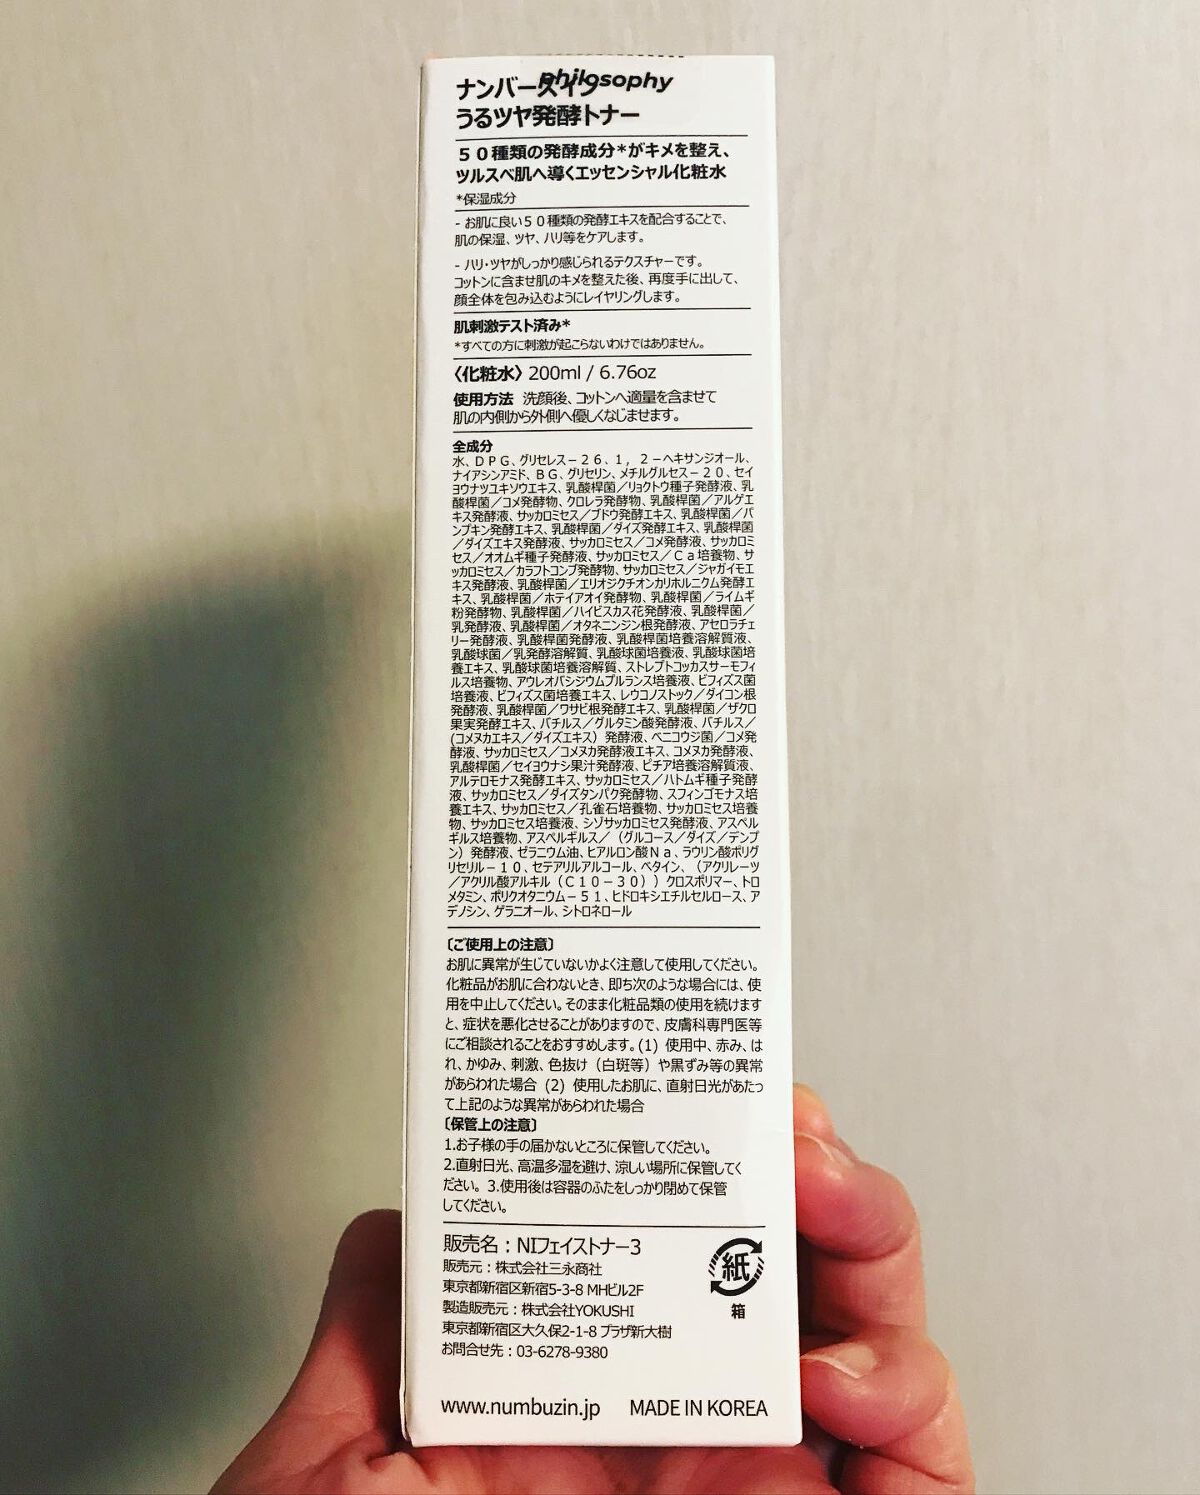 philosophy
ナンバーズイン
うるツヤ発酵トナー
５０種類の発酵成分*がキメを整え、
ツルスベ肌へ導くエッセンシャル化粧水
*保湿成分
- お肌に良い５０種類の発酵エキスを配合することで、
肌の保湿、ツヤ、ハリ等をケアします。
- ハリ・ツヤがしっかり感じられるテクスチャーです。
コットンに含ませ肌のキメを整えた後、再度手に出して、
顔全体を包み込むようにレイヤリングします。
肌刺激テスト済み*
*すべての方に刺激が起こらないわけではありません。
〈化粧水〉 200ml / 6.76oz
使用方法 洗顔後、コットンへ適量を含ませて
肌の内側から外側へ優しくなじませます。
全成分
水、ＤＰＧ、グリセレス－２６、１，２－ヘキサンジオール、
ナイアシンアミド、ＢＧ、グリセリン、メチルグルセス－２０、セイ
ヨウナツユキソウエキス、乳酸桿菌／リョクトウ種子発酵液、乳
酸桿菌／コメ発酵物、クロレラ発酵物、乳酸桿菌／アルゲエ
キス発酵液、サッカロミセス／ブドウ発酵エキス、乳酸桿菌／パ
ンプキン発酵エキス、乳酸桿菌／ダイズ発酵エキス、乳酸桿菌
／ダイズエキス発酵液、サッカロミセス／コメ発酵液、サッカロミ
セス／オオムギ種子発酵液、サッカロミセス／Ｃａ培養物、サ
ッカロミセス／カラフトコンブ発酵物、サッカロミセス／ジャガイモエ
キス発酵液、乳酸桿菌／エリオジクチオンカリホルニクム発酵エ
キス、乳酸桿菌／ホテイアオイ発酵物、乳酸桿菌／ライムギ
粉発酵物、乳酸桿菌／ハイビスカス花発酵液、乳酸桿菌／
乳発酵液、乳酸桿菌／オタネニンジン根発酵液、アセロラチェ
リー発酵液、乳酸桿菌発酵液、乳酸桿菌培養溶解質液、
乳酸球菌／乳発酵溶解質、乳酸球菌培養液、乳酸球菌培
養エキス、乳酸球菌培養溶解質、ストレプトコッカスサーモフィ
ルス培養物、アウレオバシジウムプルランス培養液、ビフィズス菌
培養液、ビフィズス菌培養エキス、レウコノストック／ダイコン根
発酵液、乳酸桿菌／ワサビ根発酵エキス、乳酸桿菌／ザクロ
果実発酵エキス、バチルス／グルタミン酸発酵液、バチルス／
（コメヌカエキス／ダイズエキス）発酵液、ベニコウジ菌／コメ発
酵液、サッカロミセス／コメヌカ発酵液エキス、コメヌカ発酵液、
乳酸桿菌／セイヨウナシ果汁発酵液、ピチア培養溶解質液、
アルテロモナス発酵エキス、サッカロミセス／ハトムギ種子発酵
液、サッカロミセス／ダイズタンパク発酵物、スフィンゴモナス培
養エキス、サッカロミセス／孔雀石培養物、サッカロミセス培養
物、サッカロミセス培養液、シゾサッカロミセス発酵液、アスペル
ギルス培養物、アスペルギルス／（グルコース／ダイズ／デンプ
ン）発酵液、ゼラニウム油、ヒアルロン酸Ｎａ、ラウリン酸ポリグ
リセリル－１０、セテアリルアルコール、ベタイン、（アクリレーツ
／アクリル酸アルキル（Ｃ１０－３０））クロスポリマー、トロ
メタミン、ポリクオタニウム－５１、ヒドロキシエチルセルロース、ア
デノシン、ゲラニオール、シトロネロール
〔ご使用上の注意〕
お肌に異常が生じていないかよく注意して使用してください。
化粧品がお肌に合わないとき、即ち次のような場合には、使
用を中止してください。そのまま化粧品類の使用を続けます
と、症状を悪化させることがありますので、皮膚科専門医等
にご相談されることをおすすめします。(1) 使用中、赤み、は
れ、かゆみ、刺激、色抜け（白斑等）や黒ずみ等の異常
があらわれた場合 (2) 使用したお肌に、直射日光があたっ
て上記のような異常があらわれた場合
〔保管上の注意〕
1.お子様の手の届かないところに保管してください。
2.直射日光、高温多湿を避け、涼しい場所に保管してく
ださい。3.使用後は容器のふたをしっかり閉めて保管
してください。
販売名：NIフェイストナー3
販売元：株式会社三永商社
東京都新宿区新宿5-3-8 MHビル2F
製造販売元：株式会社YOKUSHI
東京都新宿区大久保2-1-8 プラザ新大樹
お問合せ先：03-6278-9380
紙
箱
www.numbuzin.jp MADE IN KOREA